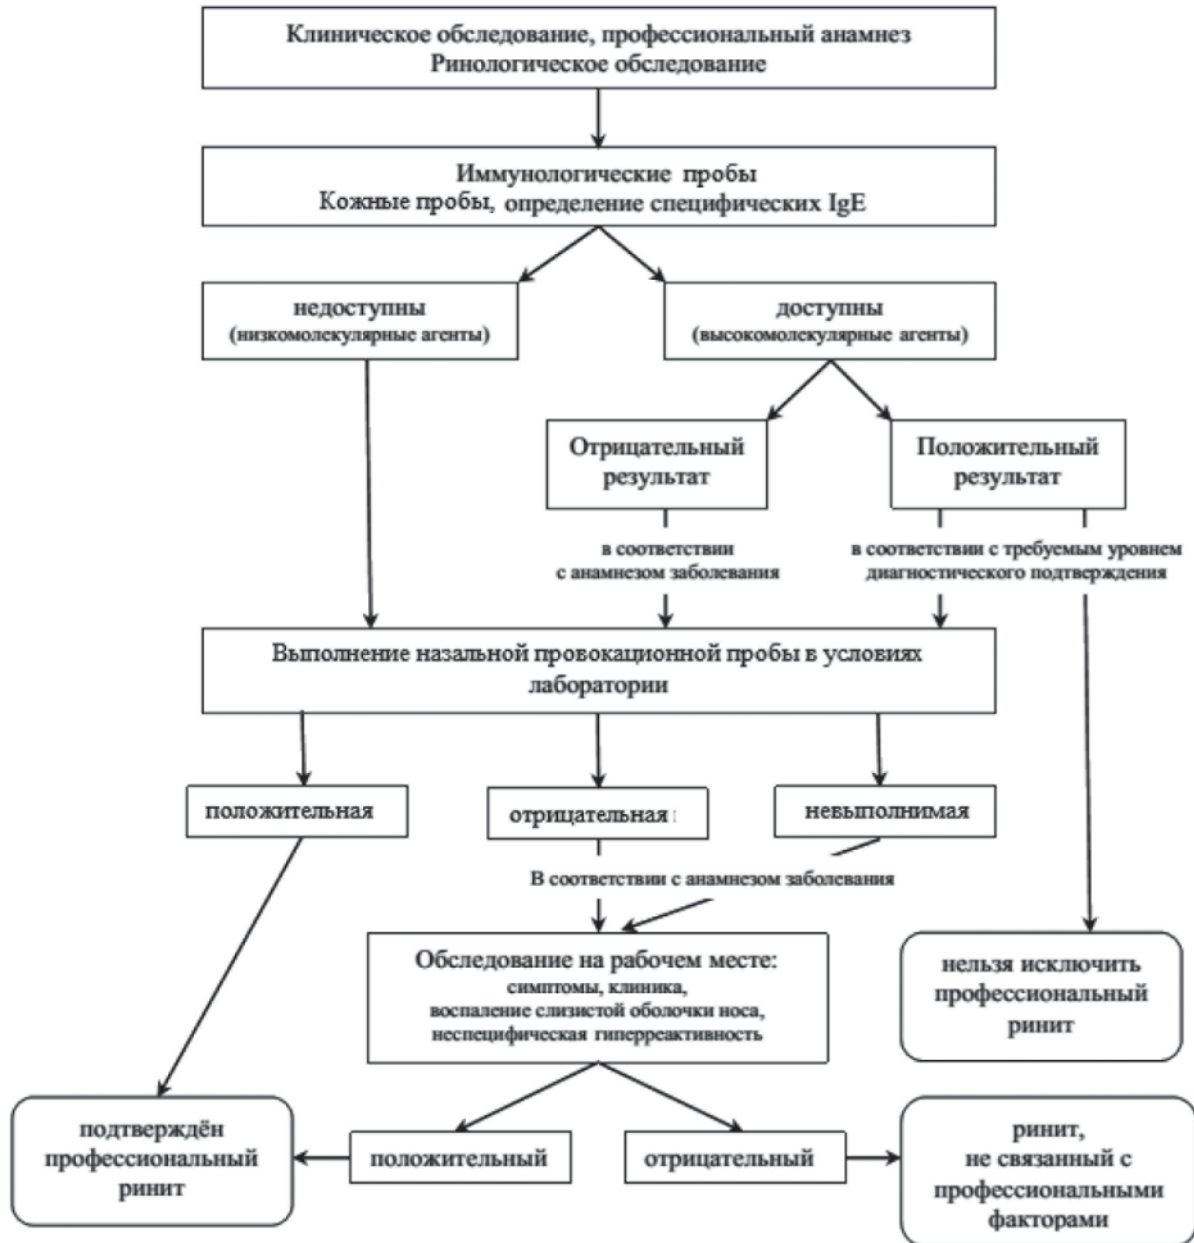 Клиническое обследование, профессиональный анамнез
Ринологическое обследование
Иммунологические пробы
Кожные пробы, определение специфических IgE
недоступны
(низкомолекулярные агенты)
доступны
(высокомолекулярные агенты)
Отрицательный
результат
Положительный
результат
в соответствии
с анамнезом заболевания
в соответствии с требуемым уровнем
диагностического подтверждения
Выполнение назальной провокационной пробы в условиях
лаборатории
положительная
отрицательная
невыполнимая
В соответствии с анамнезом заболевания
Обследование на рабочем месте:
симптомы, клиника,
воспаление слизистой оболочки носа,
неспецифическая гиперреактивность
нельзя исключить
профессиональный
ринит
подтверждён
профессиональный
ринит
положительный
отрицательный
ринит,
не связанный с
профессиональными
факторами